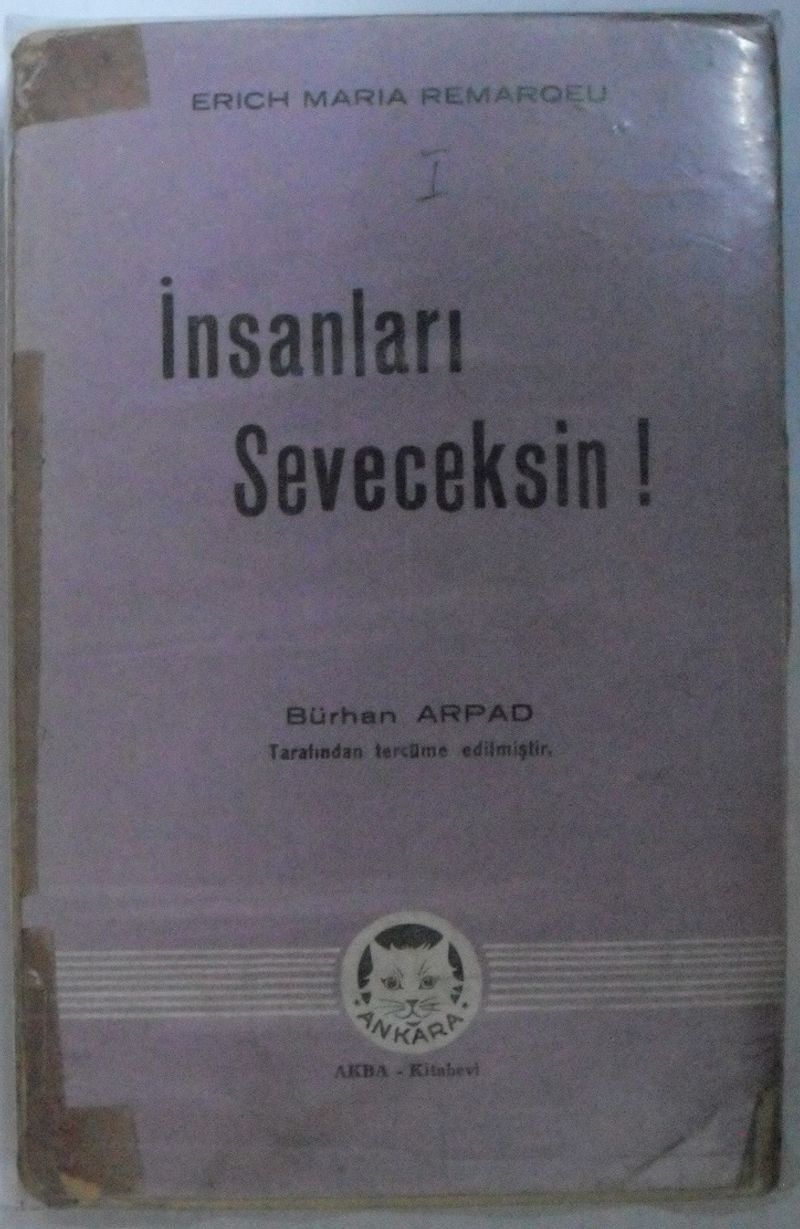 ERICH MARIA REMARQEU
I
İnsanları
Seveceksin !
Bürhan ARPAD
Tarafından tercüme edilmiştir.
ANKARA
AKBA - Kitabevi